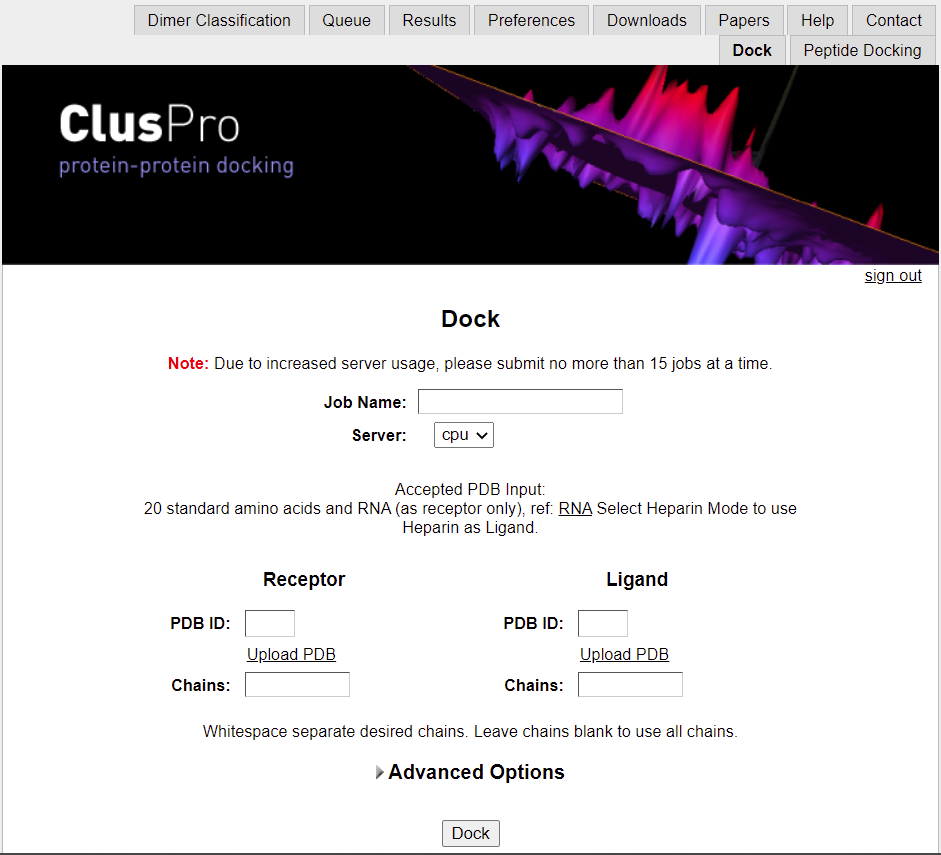 Dimer Classification Queue Results Preferences Downloads Papers Help Contact
Dock Peptide Docking
ClusPro
protein-protein docking
sign out
Dock
Note: Due to increased server usage, please submit no more than 15 jobs at a time.
Job Name:
Server: cpu
Accepted PDB Input:
20 standard amino acids and RNA (as receptor only), ref: RNA Select Heparin Mode to use
Heparin as Ligand.
Receptor Ligand
PDB ID: PDB ID:
Upload PDB Upload PDB
Chains: Chains:
Whitespace separate desired chains. Leave chains blank to use all chains.
Advanced Options
Dock